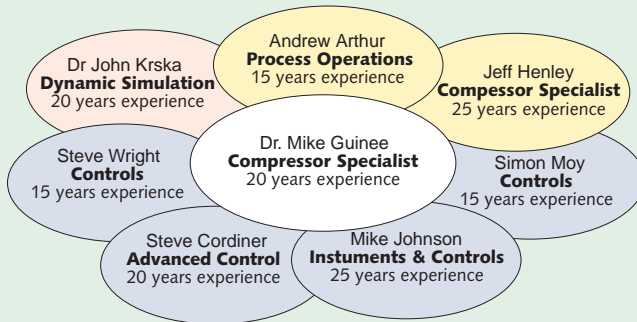 Andrew Arthur
Process Operations
15 years experience
Dr John Krska
Dynamic Simulation
20 years experience
Jeff Henley
Compessor Specialist
25 years experience
Dr. Mike Guinee
Compressor Specialist
20 years experience
Steve Wright
Controls
15 years experience
Simon Moy
Controls
15 years experience
Steve Cordiner
Advanced Control
20 years experience
Mike Johnson
Instuments & Controls
25 years experience